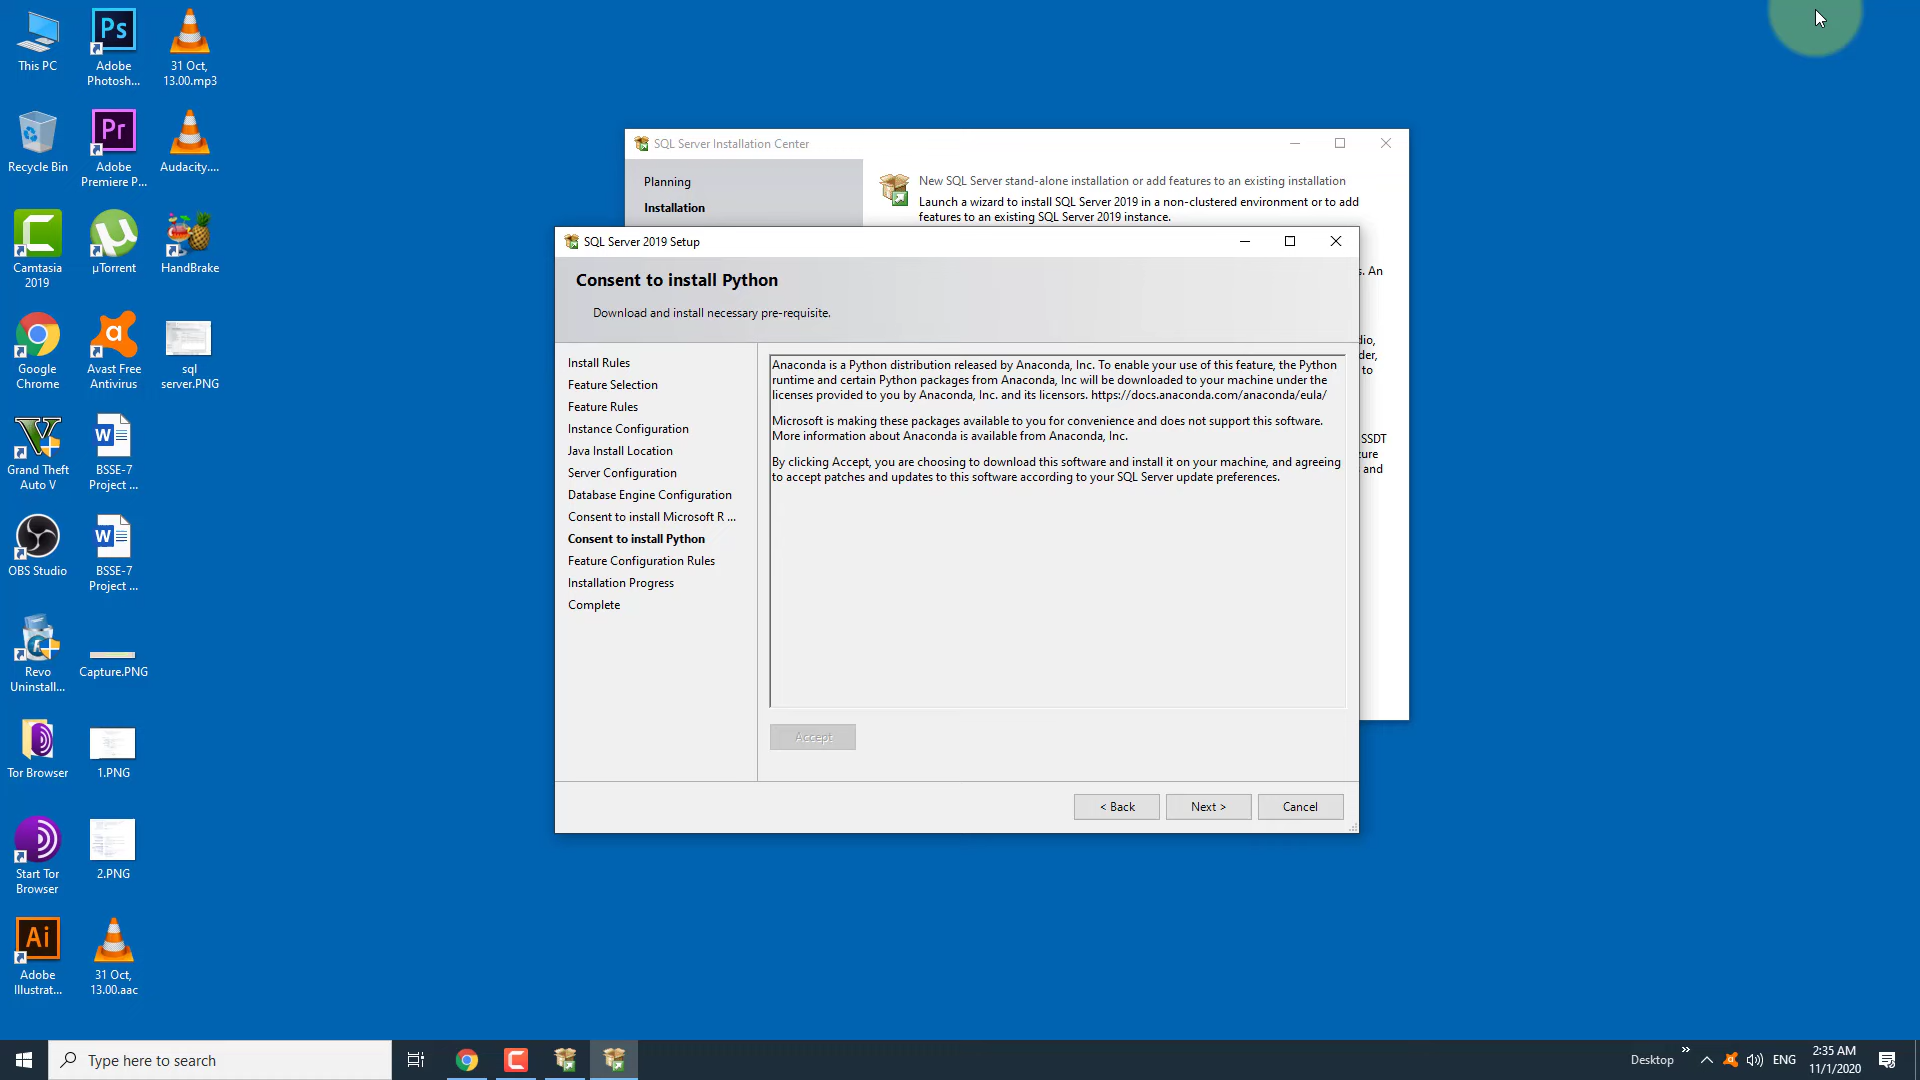 This PC
Ps
Adobe
Photosh...
31 Oct,
13.00.mp3
Recycle Bin
Pr
Adobe
Premiere P...
Audacity....
Camtasia
2019
µTorrent
HandBrake
Google
Chrome
Avast Free
Antivirus
sql
server.PNG
Grand Theft
Auto V
BSSE-7
Project ...
OBS Studio
BSSE-7
Project ...
Revo
Uninstall...
Capture.PNG
Tor Browser
1.PNG
Start Tor
Browser
2.PNG
Ai
Adobe
Illustrat...
31 Oct,
13.00.aac
SQL Server Installation Center
Planning
Installation
New SQL Server stand-alone installation or add features to an existing installation
Launch a wizard to install SQL Server 2019 in a non-clustered environment or to add
features to an existing SQL Server 2019 instance.
s. An
dio,
der,
to
SSDT
ture
and
SQL Server 2019 Setup
Consent to install Python
Download and install necessary pre-requisite.
Install Rules
Feature Selection
Feature Rules
Instance Configuration
Java Install Location
Server Configuration
Database Engine Configuration
Consent to install Microsoft R ...
Consent to install Python
Feature Configuration Rules
Installation Progress
Complete
Anaconda is a Python distribution released by Anaconda, Inc. To enable your use of this feature, the Python
runtime and certain Python packages from Anaconda, Inc will be downloaded to your machine under the
licenses provided to you by Anaconda, Inc. and its licensors. https://docs.anaconda.com/anaconda/eula/
Microsoft is making these packages available to you for convenience and does not support this software.
More information about Anaconda is available from Anaconda, Inc.
By clicking Accept, you are choosing to download this software and install it on your machine, and agreeing
to accept patches and updates to this software according to your SQL Server update preferences.
Accept
< Back
Next >
Cancel
Type here to search
Desktop
ENG
2:35 AM
11/1/2020